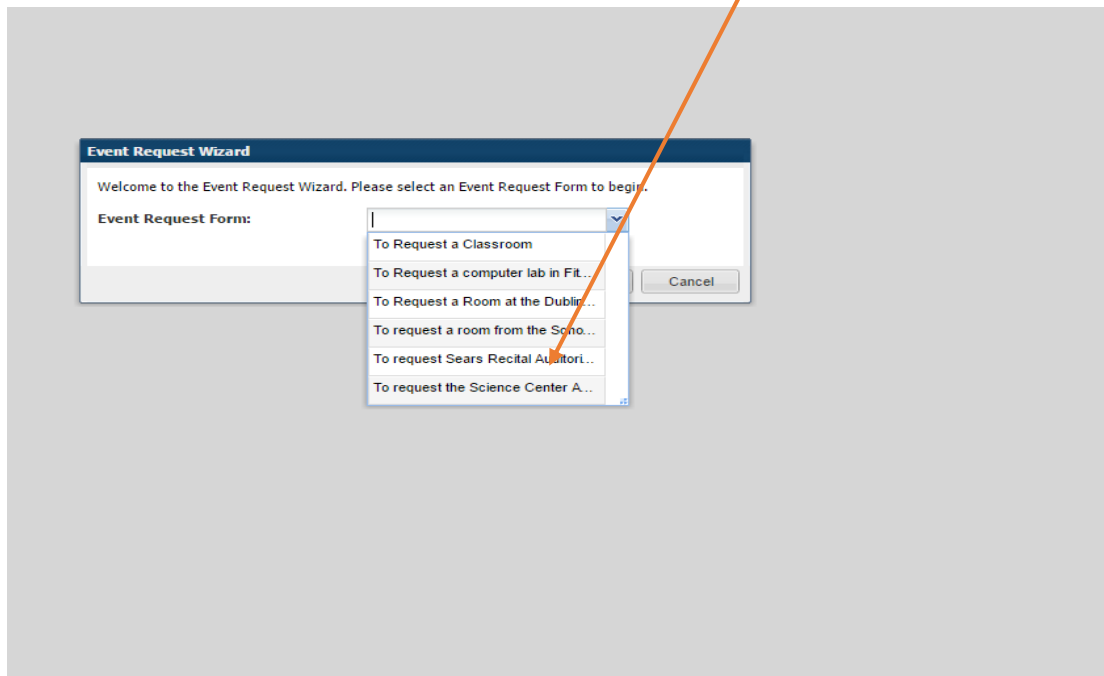 Event Request Wizard
Welcome to the Event Request Wizard. Please select an Event Request Form to begin.
Event Request Form:
To Request a Classroom
To Request a computer lab in Fit...
Cancel
To Request a Room at the Dublin...
To request a room from the Scho...
To request Sears Recital Auditori...
To request the Science Center A...